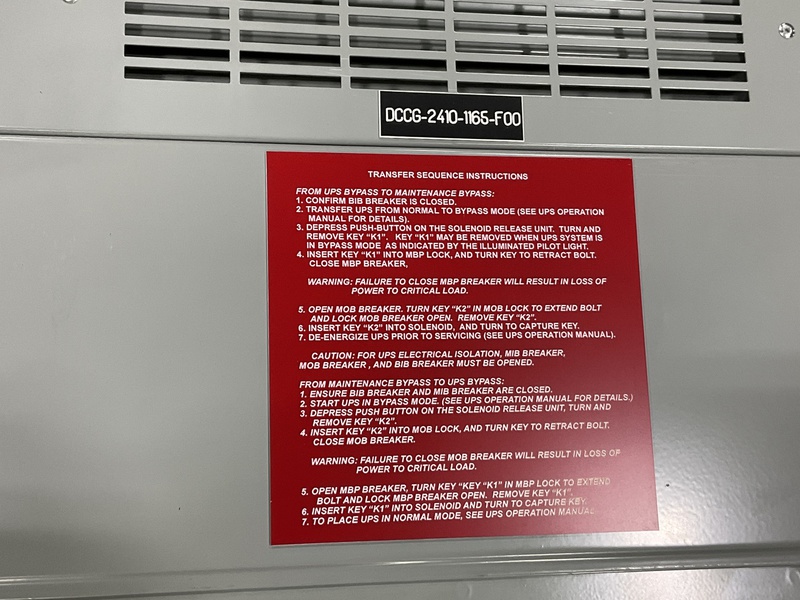 DCCG-2410-1165-F00
TRANSFER SEQUENCE INSTRUCTIONS
FROM UPS BYPASS TO MAINTENANCE BYPASS:
1. CONFIRM BIB BREAKER IS CLOSED.
2. TRANSFER UPS FROM NORMAL TO BYPASS MODE (SEE UPS OPERATION
MANUAL FOR DETAILS).
3. DEPRESS PUSH-BUTTON ON THE SOLENOID RELEASE UNIT. TURN AND
REMOVE KEY “K1”. KEY “K1” MAY BE REMOVED WHEN UPS SYSTEM IS
IN BYPASS MODE AS INDICATED BY THE ILLUMINATED PILOT LIGHT.
4. INSERT KEY “K1” INTO MBP LOCK, AND TURN KEY TO RETRACT BOLT.
CLOSE MBP BREAKER,
WARNING: FAILURE TO CLOSE MBP BREAKER WILL RESULT IN LOSS OF
POWER TO CRITICAL LOAD.
5. OPEN MOB BREAKER. TURN KEY “K2” IN MOB LOCK TO EXTEND BOLT
AND LOCK MOB BREAKER OPEN. REMOVE KEY “K2”.
6. INSERT KEY “K2” INTO SOLENOID, AND TURN TO CAPTURE KEY.
7. DE-ENERGIZE UPS PRIOR TO SERVICING (SEE UPS OPERATION MANUAL).
CAUTION: FOR UPS ELECTRICAL ISOLATION, MIB BREAKER,
MOB BREAKER , AND BIB BREAKER MUST BE OPENED.
FROM MAINTENANCE BYPASS TO UPS BYPASS:
1. ENSURE BIB BREAKER AND MIB BREAKER ARE CLOSED.
2. START UPS IN BYPASS MODE. (SEE UPS OPERATION MANUAL FOR DETAILS.)
3. DEPRESS PUSH BUTTON ON THE SOLENOID RELEASE UNIT, TURN AND
REMOVE KEY “K2”.
4. INSERT KEY “K2” INTO MOB LOCK, AND TURN KEY TO RETRACT BOLT.
CLOSE MOB BREAKER.
WARNING: FAILURE TO CLOSE MOB BREAKER WILL RESULT IN LOSS OF
POWER TO CRITICAL LOAD.
5. OPEN MBP BREAKER, TURN KEY “KEY “K1” IN MBP LOCK TO EXTEND
BOLT AND LOCK MBP BREAKER OPEN. REMOVE KEY “K1”.
6. INSERT KEY “K1” INTO SOLENOID AND TURN TO CAPTURE KEY.
7. TO PLACE UPS IN NORMAL MODE, SEE UPS OPERATION MANUAL